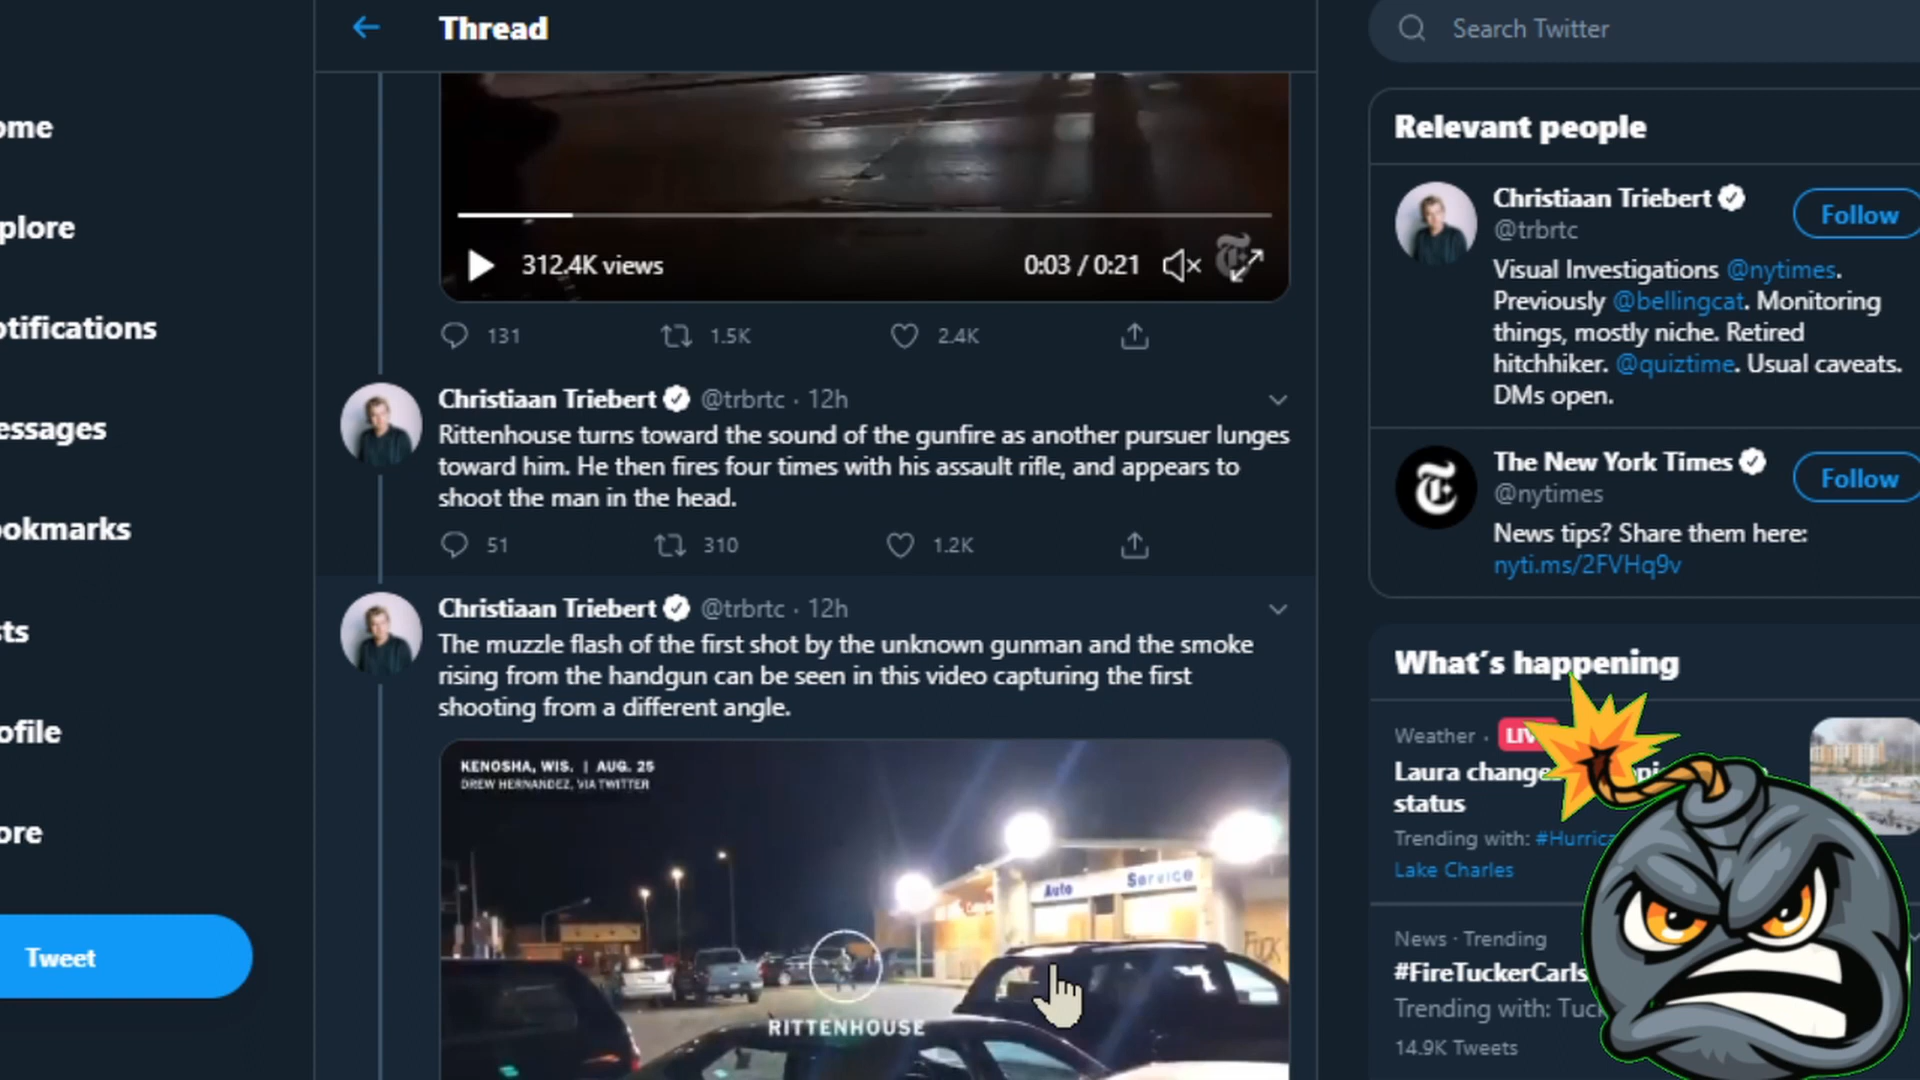 Thread
Search Twitter
ome
plore
otifications
essages
ookmarks
sts
ofile
ore
Tweet
312.4K views
0:03 / 0:21
131
1.5K
2.4K
Christiaan Triebert @trbrtc · 12h
Rittenhouse turns toward the sound of the gunfire as another pursuer lunges
toward him. He then fires four times with his assault rifle, and appears to
shoot the man in the head.
51
310
1.2K
Christiaan Triebert @trbrtc · 12h
The muzzle flash of the first shot by the unknown gunman and the smoke
rising from the handgun can be seen in this video capturing the first
shooting from a different angle.
KENOSHA, WIS. | AUG. 25
DREW HERNANDEZ, VIA TWITTER
Auto Service
RITTENHOUSE
Relevant people
Christiaan Triebert
@trbrtc
Follow
Visual Investigations @nytimes.
Previously @bellingcat. Monitoring
things, mostly niche. Retired
hitchhiker. @quiztime. Usual caveats.
DMs open.
The New York Times
@nytimes
Follow
News tips? Share them here:
nyti.ms/2FVHq9v
What's happening
Weather · LIV
Laura change
status
Trending with: #Hurric
Lake Charles
News · Trending
#FireTuckerCarls
Trending with: Tuc
14.9K Tweets